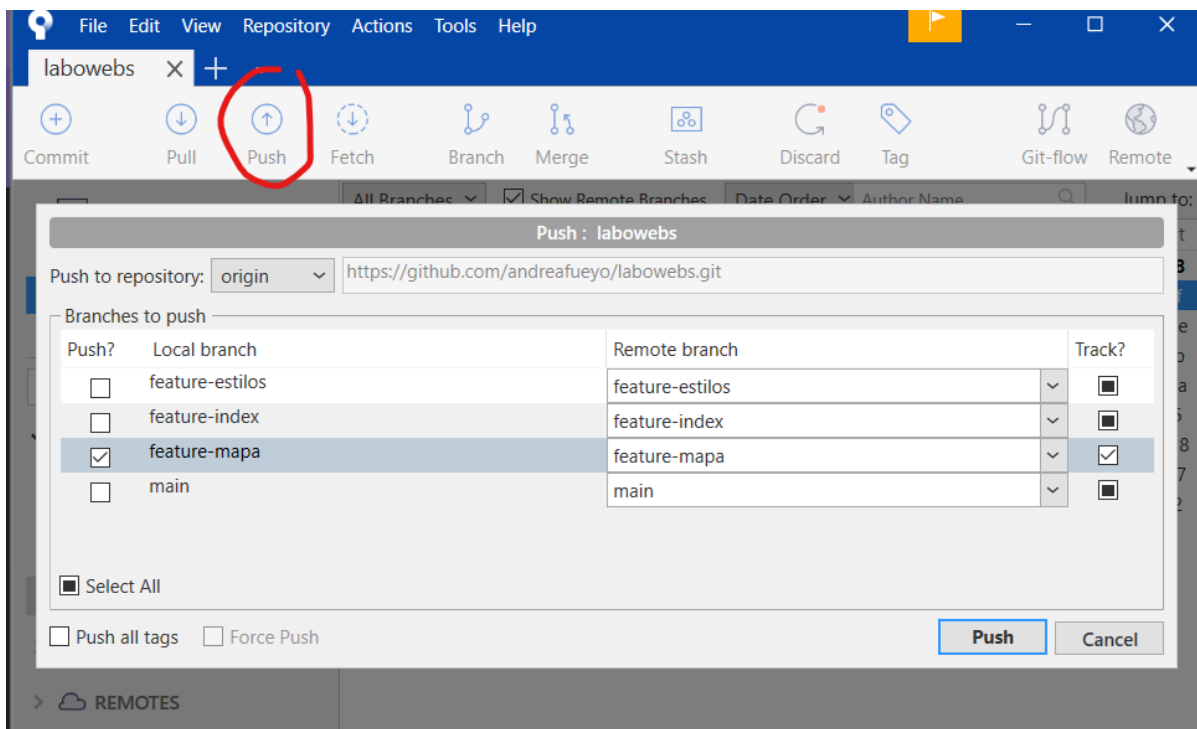 File Edit View Repository Actions Tools Help
labowebs
Commit Pull Push Fetch Branch Merge Stash Discard Tag Git-flow Remote
All Branches Show Remote Branches Date Order Author Name Jump to:
Push : labowebs
Push to repository: origin https://github.com/andreafueyo/labowebs.git
Branches to push
Push? Local branch Remote branch Track?
feature-estilos feature-estilos
feature-index feature-index
feature-mapa feature-mapa
main main
Select All
Push all tags Force Push Push Cancel
REMOTES